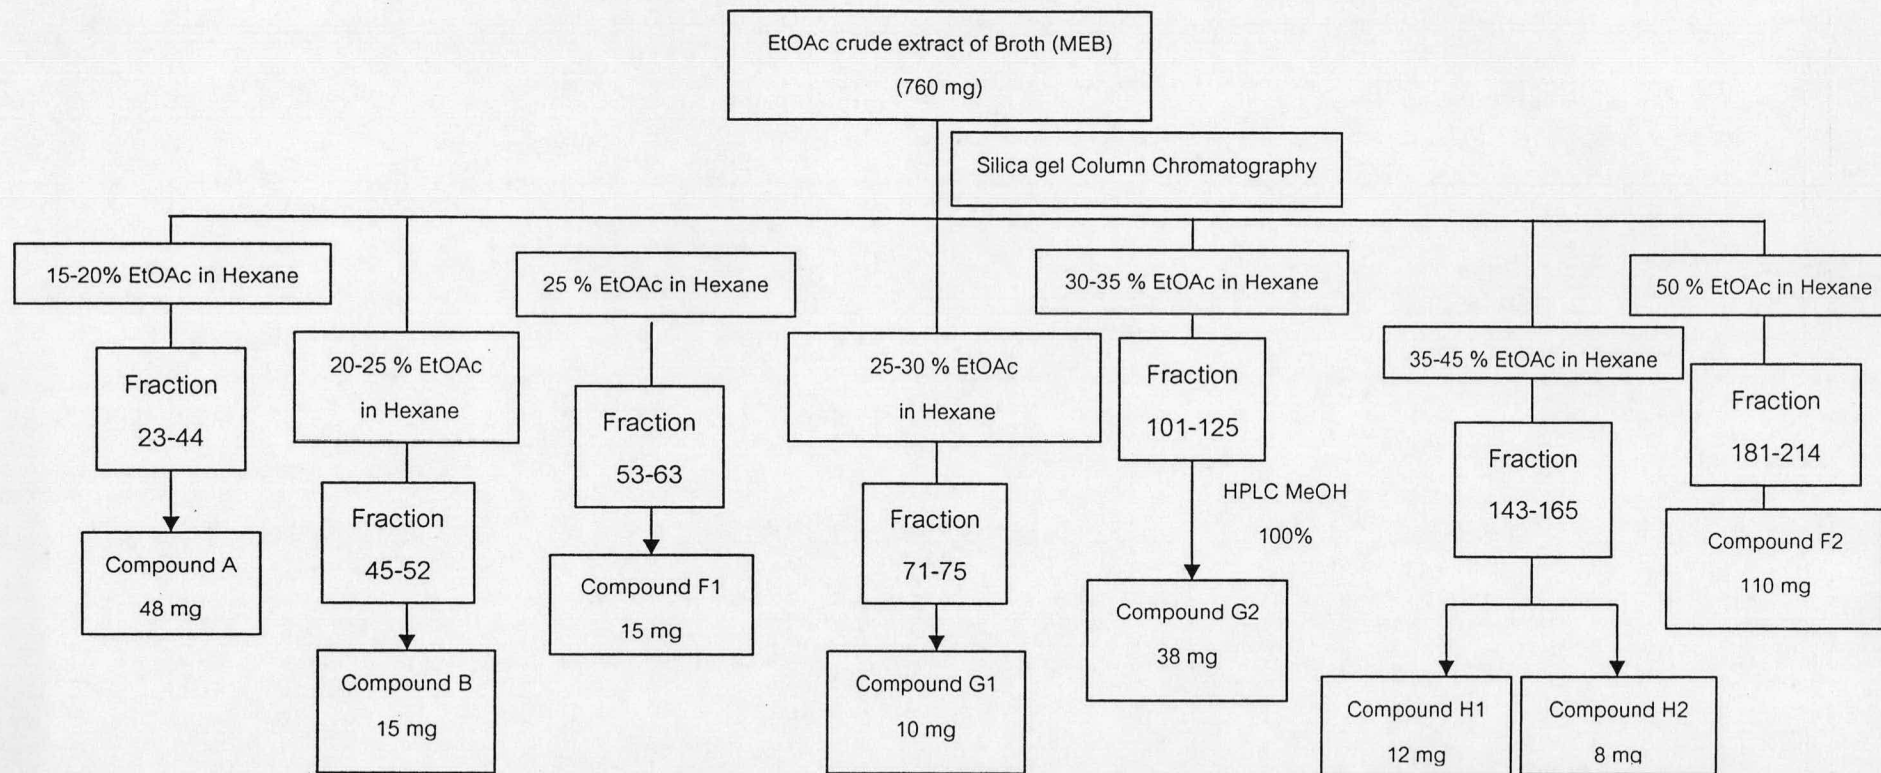 EtOAc crude extract of Broth (MEB)
(760 mg)
Silica gel Column Chromatography
15-20% EtOAc in Hexane
Fraction
23-44
Compound A
48 mg
20-25 % EtOAc
in Hexane
Fraction
45-52
Compound B
15 mg
25 % EtOAc in Hexane
Fraction
53-63
Compound F1
15 mg
25-30 % EtOAc
in Hexane
Fraction
71-75
Compound G1
10 mg
30-35 % EtOAc in Hexane
Fraction
101-125
HPLC MeOH
100%
Compound G2
38 mg
35-45 % EtOAc in Hexane
Fraction
143-165
Compound H1
12 mg
Compound H2
8 mg
50 % EtOAc in Hexane
Fraction
181-214
Compound F2
110 mg